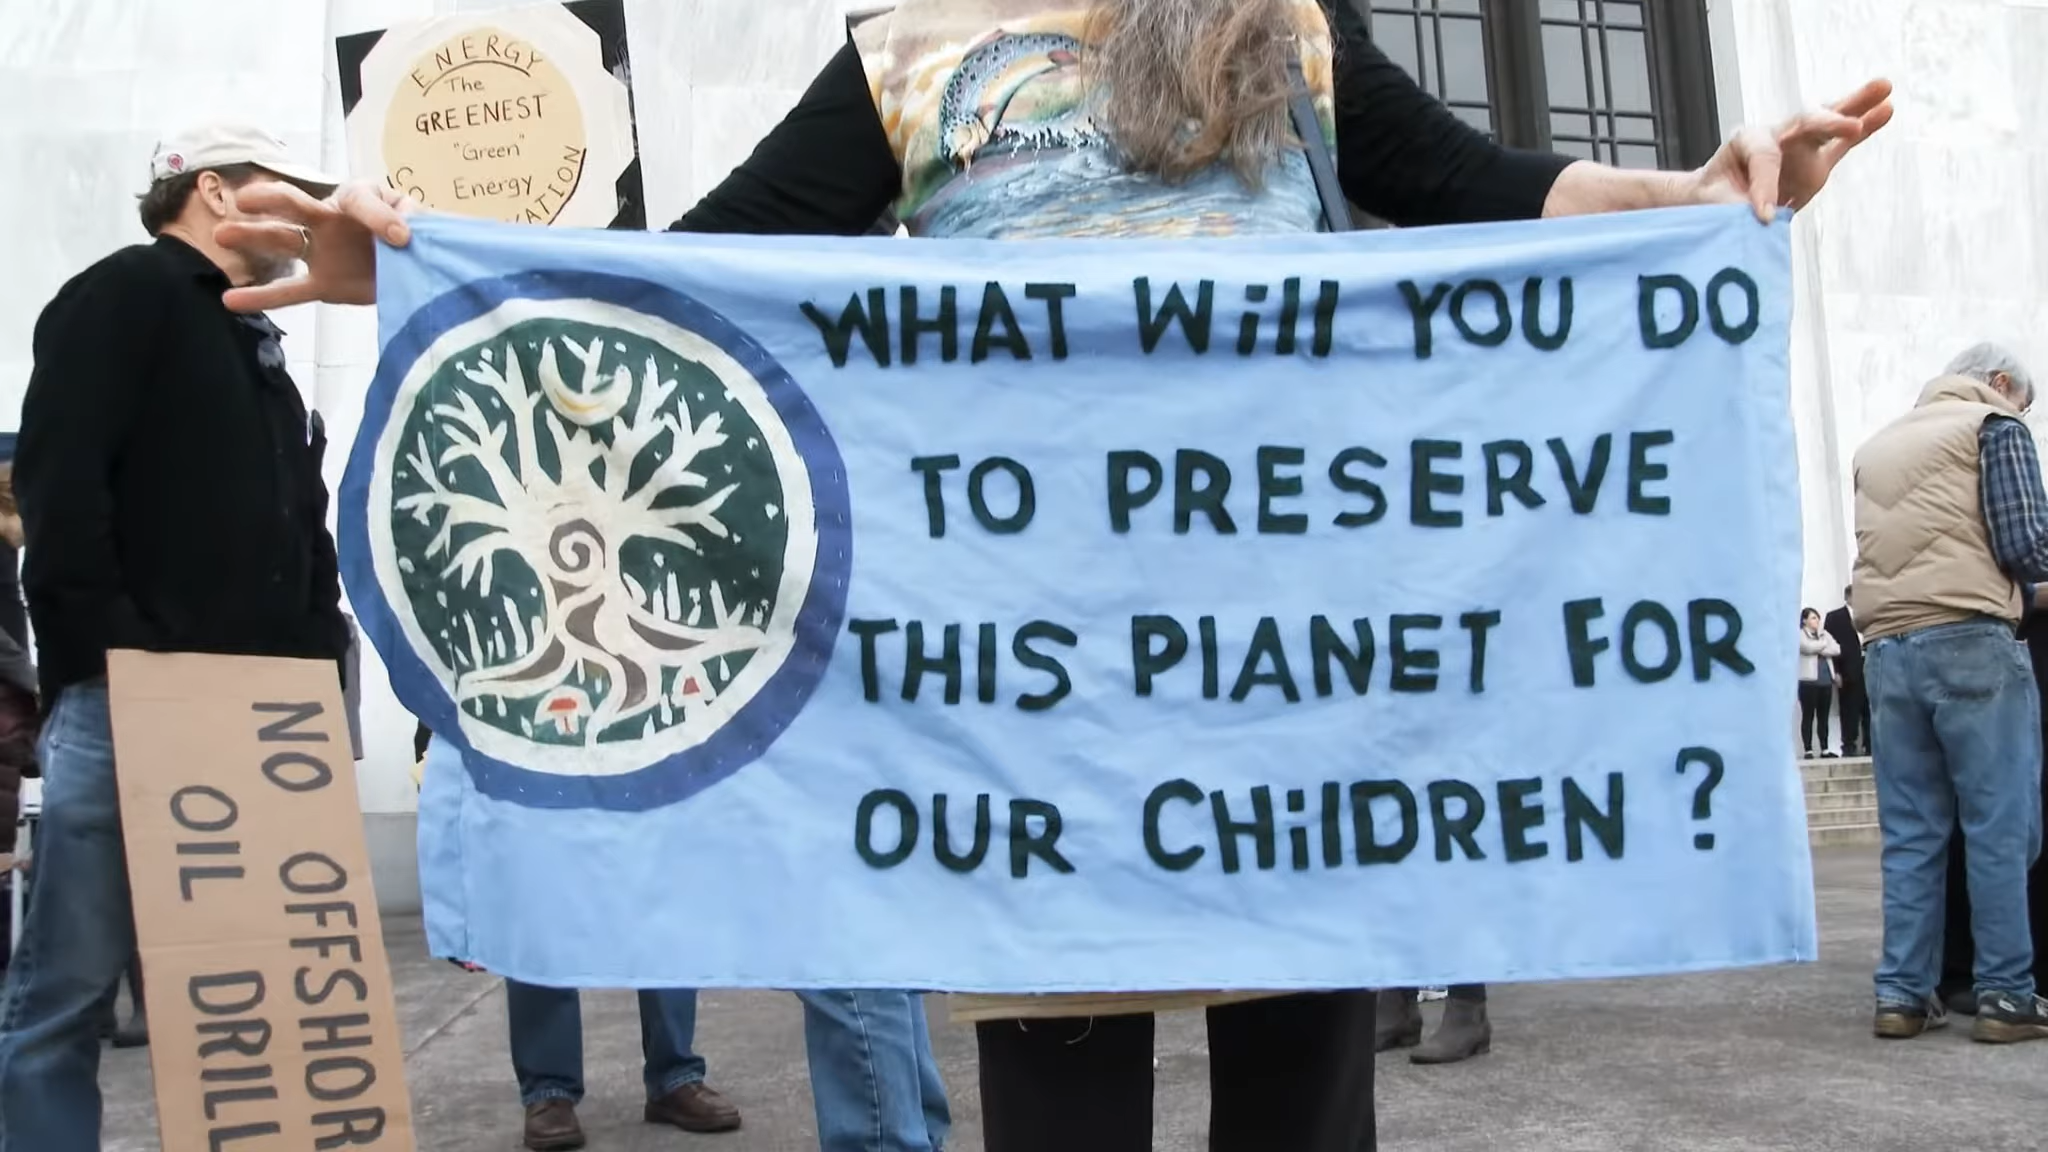 ENERGY
The
GREENEST
"Green"
Energy
WHAT Will YOU DO
TO PRESERVE
THIS PlANET FOR
OUR CHilDREN ?
NO OFFSHOR
OIL DRILL